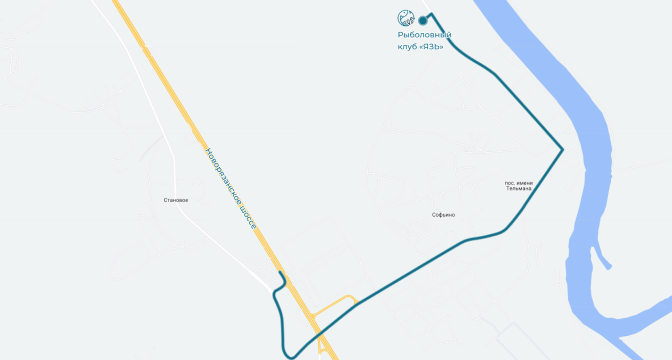 Рыболовный
клуб «ЯЗЬ»
Новорязанское шоссе
пос. имени
Тельмана
Становое
Софьино